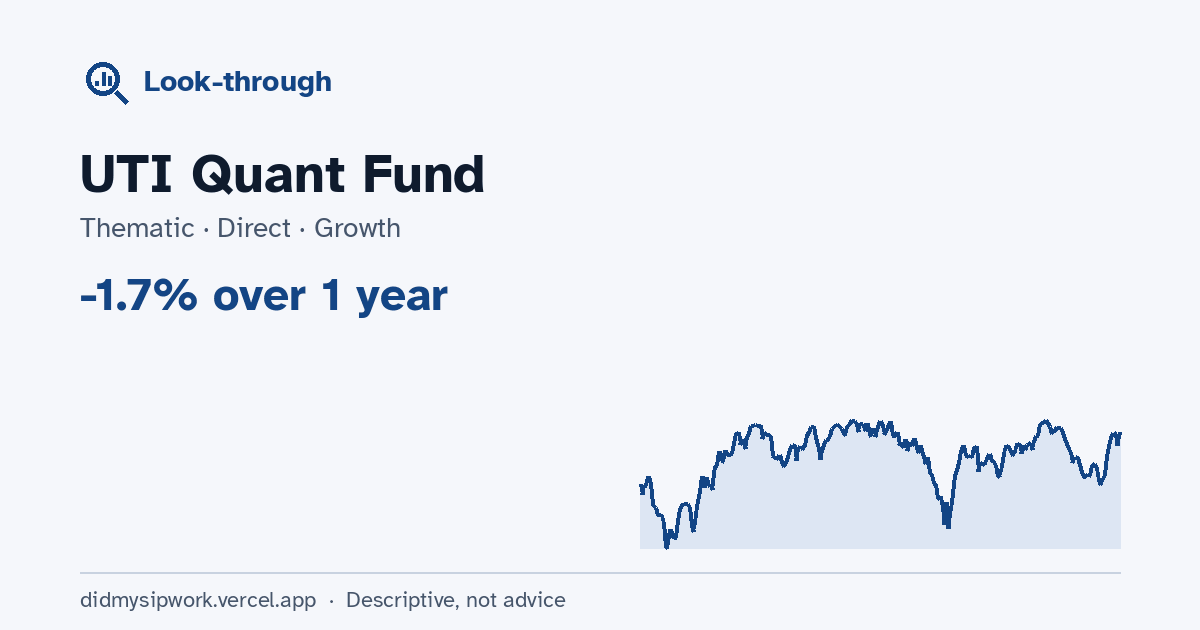 Look-through
UTI Quant Fund
Thematic · Direct · Growth
-1.7% over 1 year
didmysipwork.vercel.app · Descriptive, not advice